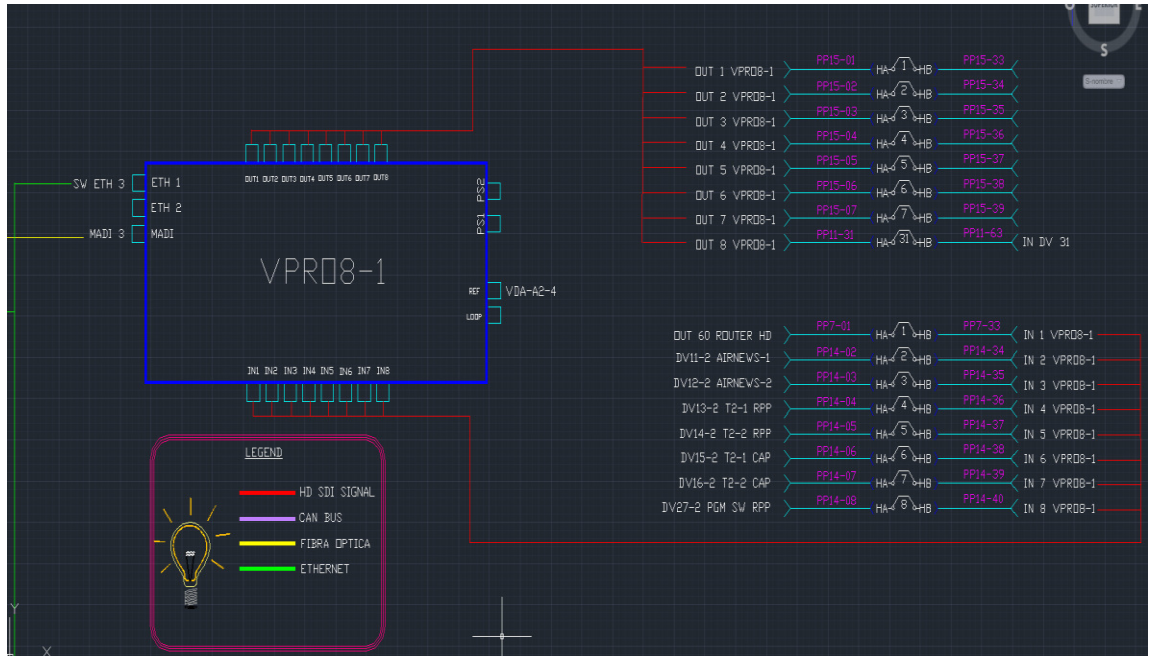 SUPERIOR
S
S-nombre
OUT 1 VPRO8-1 PP15-01 HA 1 HB PP15-33
OUT 2 VPRO8-1 PP15-02 HA 2 HB PP15-34
OUT 3 VPRO8-1 PP15-03 HA 3 HB PP15-35
OUT 4 VPRO8-1 PP15-04 HA 4 HB PP15-36
OUT 5 VPRO8-1 PP15-05 HA 5 HB PP15-37
OUT 6 VPRO8-1 PP15-06 HA 6 HB PP15-38
OUT 7 VPRO8-1 PP15-07 HA 7 HB PP15-39
OUT 8 VPRO8-1 PP11-31 HA 31 HB PP11-63 IN DV 31
OUT1 OUT2 OUT3 OUT4 OUT5 OUT6 OUT7 OUT8
SW ETH 3 ETH 1
ETH 2
MADI 3 MADI
PS2
PS1
VPRO8-1
REF VDA-A2-4
LOOP
IN1 IN2 IN3 IN4 IN5 IN6 IN7 IN8
OUT 60 ROUTER HD PP7-01 HA 1 HB PP7-33 IN 1 VPRO8-1
DV11-2 AIRNEWS-1 PP14-02 HA 2 HB PP14-34 IN 2 VPRO8-1
DV12-2 AIRNEWS-2 PP14-03 HA 3 HB PP14-35 IN 3 VPRO8-1
DV13-2 T2-1 RPP PP14-04 HA 4 HB PP14-36 IN 4 VPRO8-1
DV14-2 T2-2 RPP PP14-05 HA 5 HB PP14-37 IN 5 VPRO8-1
DV15-2 T2-1 CAP PP14-06 HA 6 HB PP14-38 IN 6 VPRO8-1
DV16-2 T2-2 CAP PP14-07 HA 7 HB PP14-39 IN 7 VPRO8-1
DV27-2 PGM SW RPP PP14-08 HA 8 HB PP14-40 IN 8 VPRO8-1
LEGEND
HD SDI SIGNAL
CAN BUS
FIBRA OPTICA
ETHERNET
Y
X